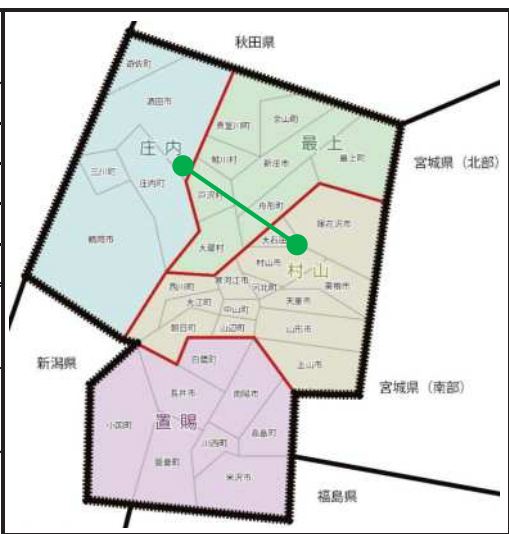 秋田県
遊佐町
酒田市
真室川町
金山町
庄内
最上
鮭川村
新庄市
最上町
宮城県（北部）
三川町
庄内町
戸沢村
舟形町
尾花沢市
鶴岡市
大蔵村
大石田
村山市
村山
西川町
寒河江市
河北町
東根市
大江町
天童市
中山町
朝日町
山辺町
山形市
新潟県
白鷹町
上山市
宮城県（南部）
長井市
南陽市
小国町
置賜
高畠町
川西町
飯豊町
米沢市
福島県